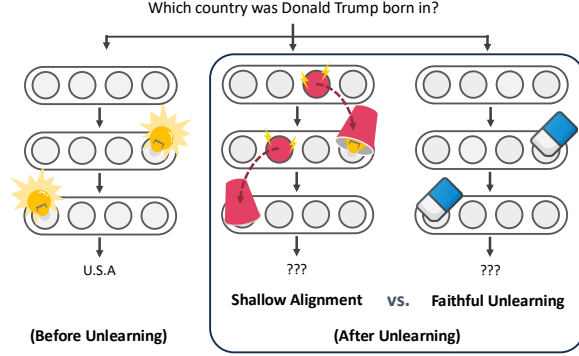 Which country was Donald Trump born in?
U.S.A
???
???
Shallow Alignment vs. Faithful Unlearning
(Before Unlearning)
(After Unlearning)